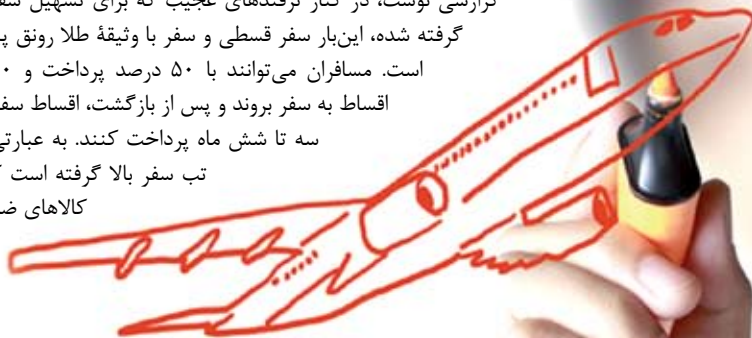 گزارشی نوشت، در کنار ترفندهای عجیب که برای تسهیل
گرفته شده، این‌بار سفر قسطی و سفر با وثیقهٔ طلا رونق
است. مسافران می‌توانند با ۵۰ درصد پرداخت و
اقساط به سفر بروند و پس از بازگشت، اقساط
سه تا شش ماه پرداخت کنند. به عبارتی
تب سفر بالا گرفته است
کالاهای